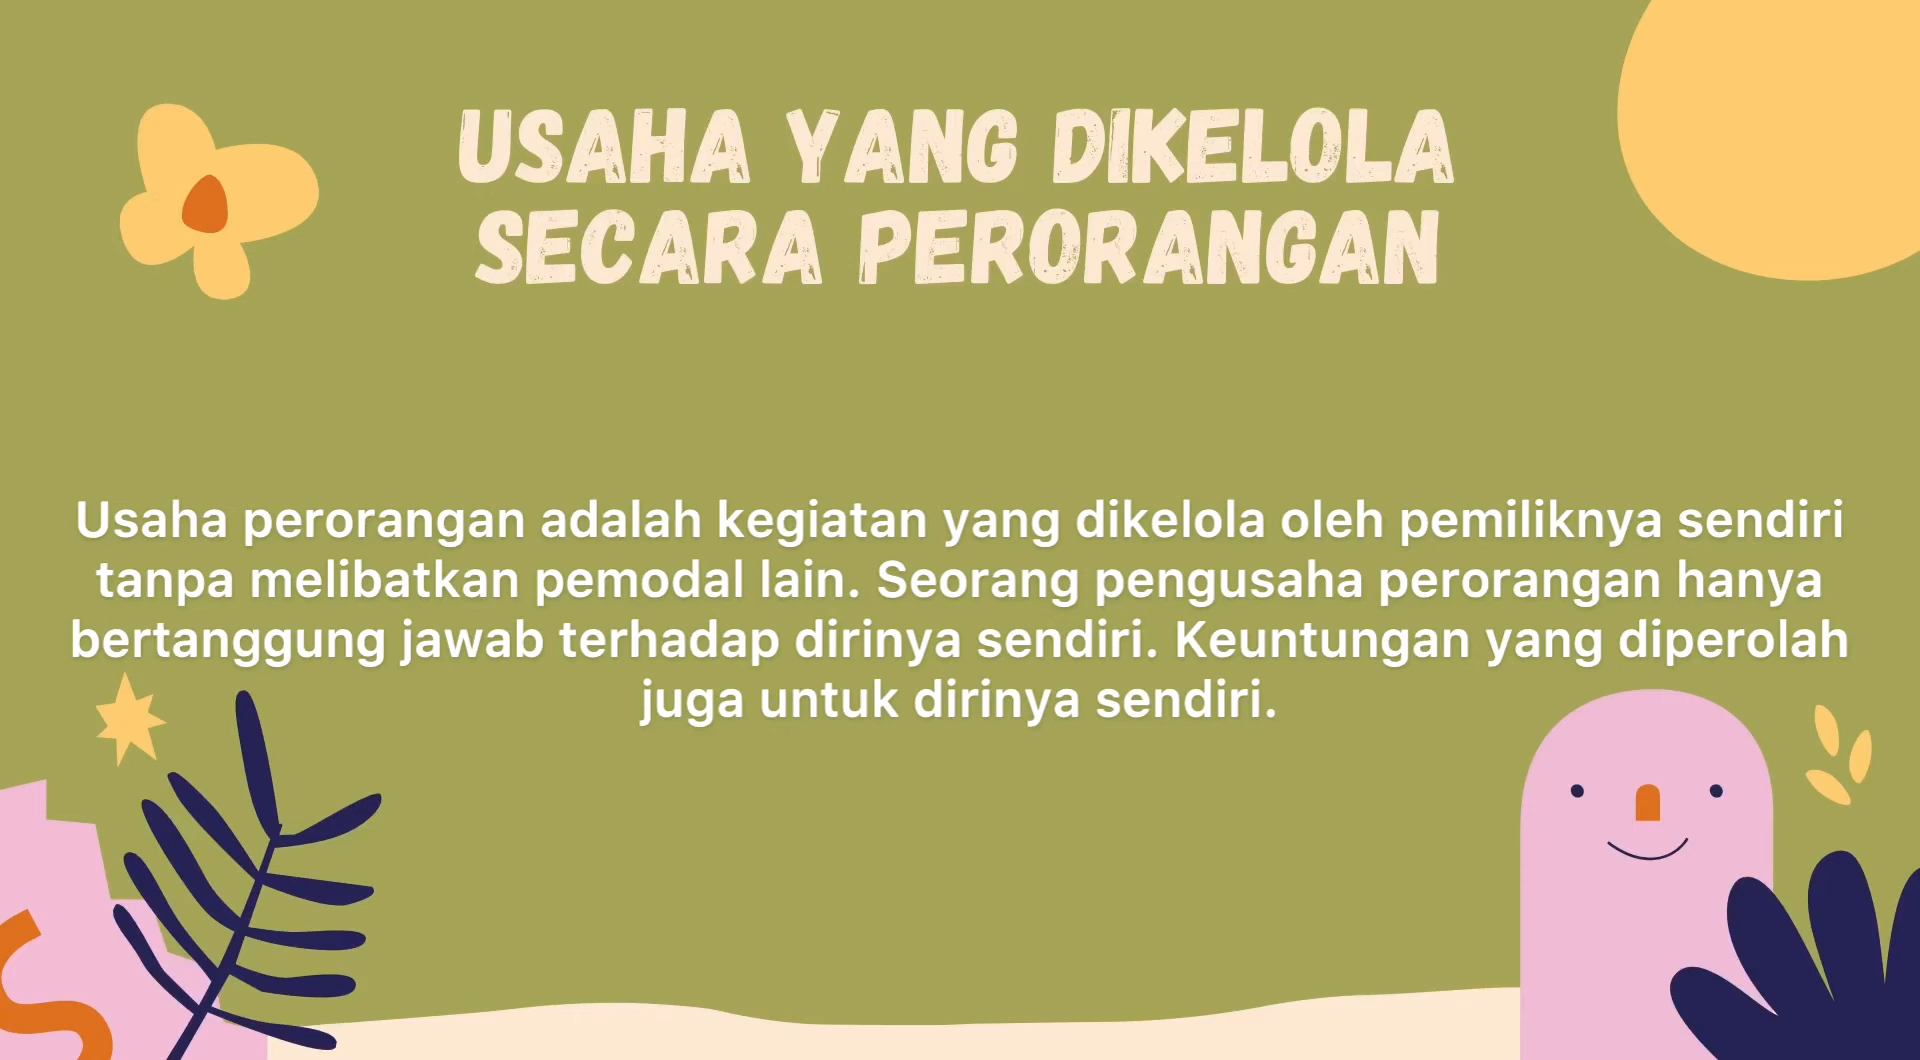 USAHA YANG DIKELOLA
SECARA PERORANGAN
Usaha perorangan adalah kegiatan yang dikelola oleh pemiliknya sendiri
tanpa melibatkan pemodal lain. Seorang pengusaha perorangan hanya
bertanggung jawab terhadap dirinya sendiri. Keuntungan yang diperolah
juga untuk dirinya sendiri.